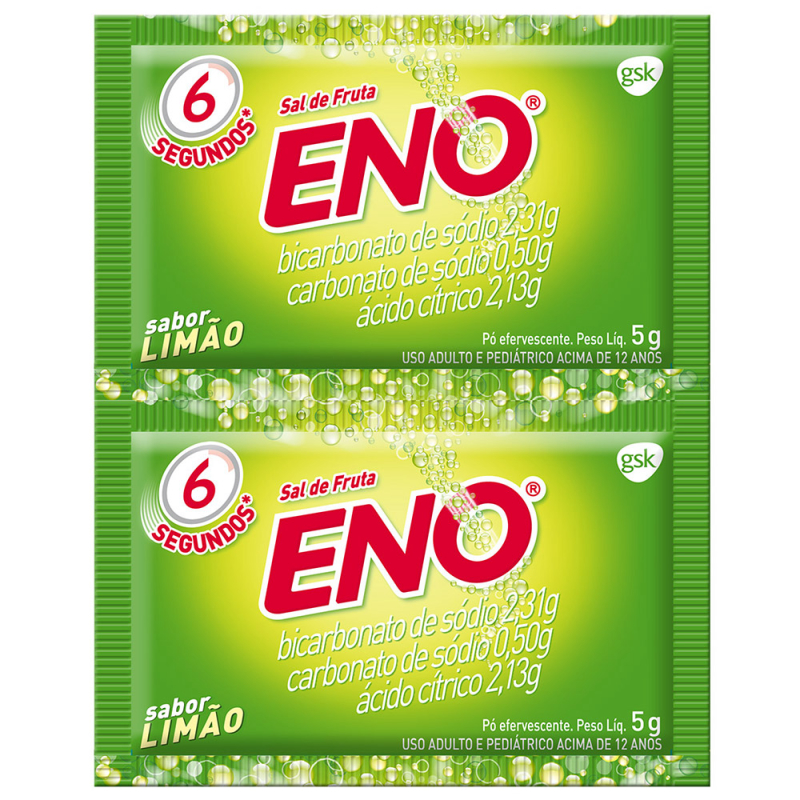 6
SEGUNDOS*
Sal de Fruta
ENO®
gsk
bicarbonato de sódio 2,31g
carbonato de sódio 0,50g
ácido cítrico 2,13g
sabor
LIMÃO
Pó efervescente. Peso Líq. 5g
USO ADULTO E PEDIÁTRICO ACIMA DE 12 ANOS
6
SEGUNDOS*
Sal de Fruta
ENO®
gsk
bicarbonato de sódio 2,31g
carbonato de sódio 0,50g
ácido cítrico 2,13g
sabor
LIMÃO
Pó efervescente. Peso Líq. 5g
USO ADULTO E PEDIÁTRICO ACIMA DE 12 ANOS